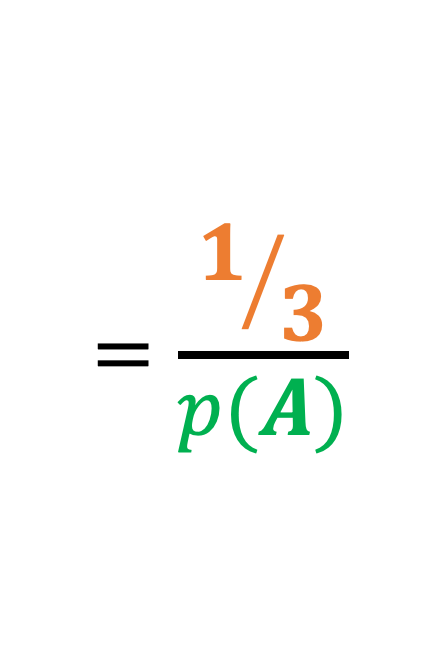 1/3
=
p(A)